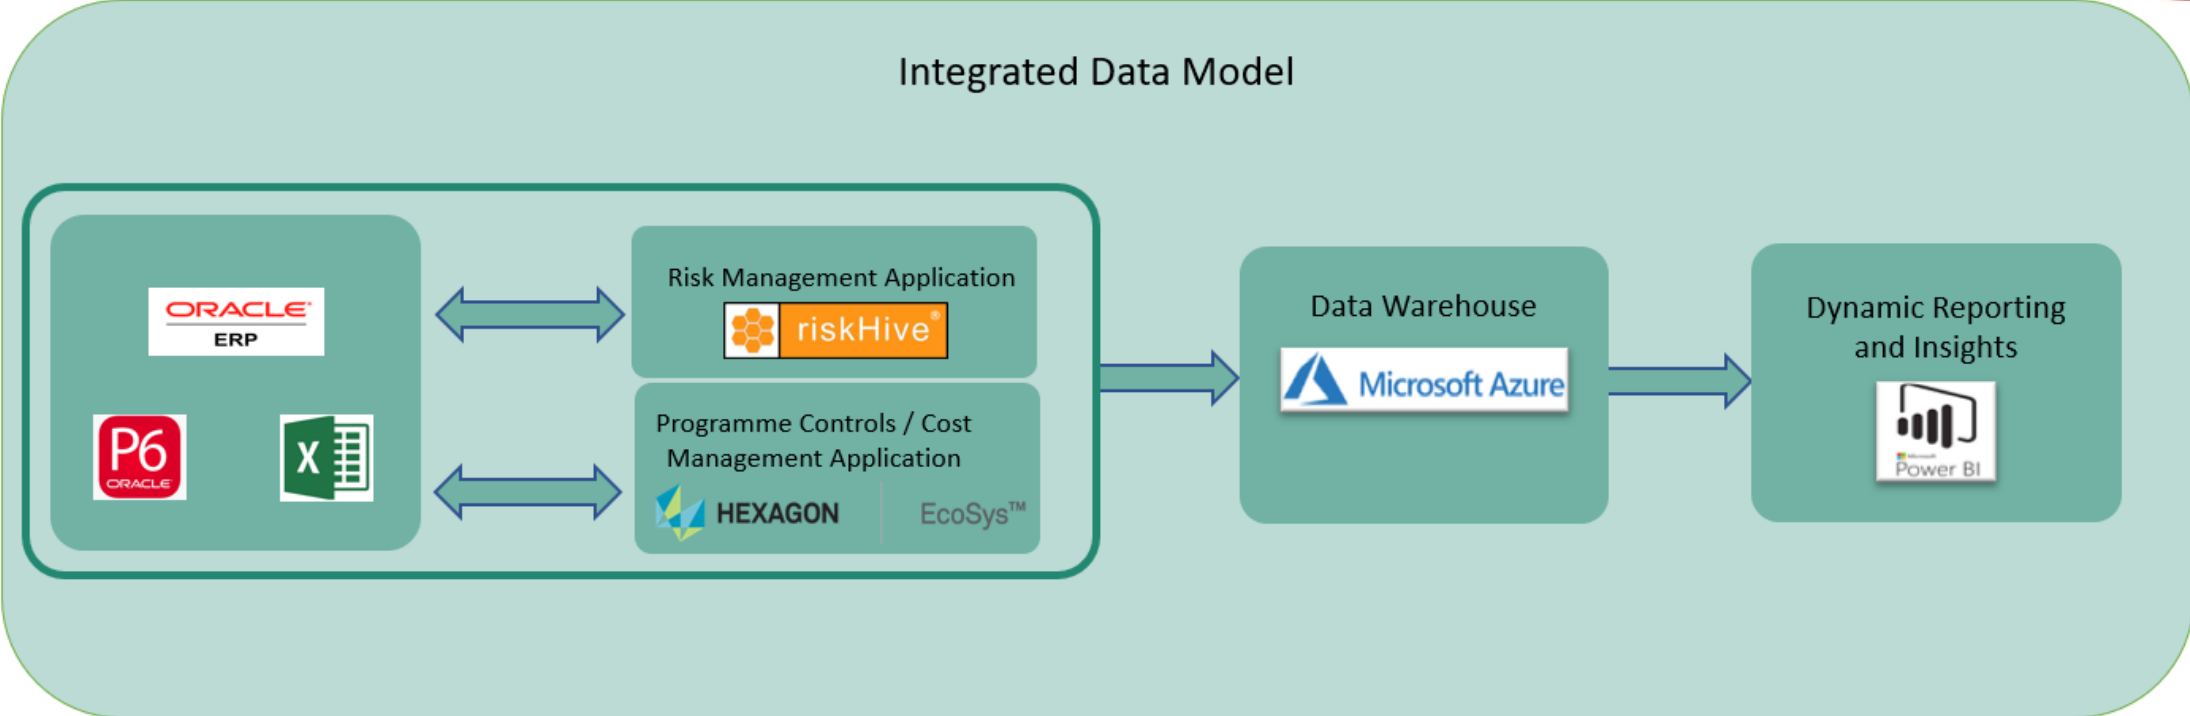 Integrated Data Model
ORACLE®
ERP
P6
ORACLE
X
Risk Management Application
riskHive®
Programme Controls / Cost
Management Application
HEXAGON
EcoSys™
Data Warehouse
Microsoft Azure
Dynamic Reporting
and Insights
Microsoft
Power BI